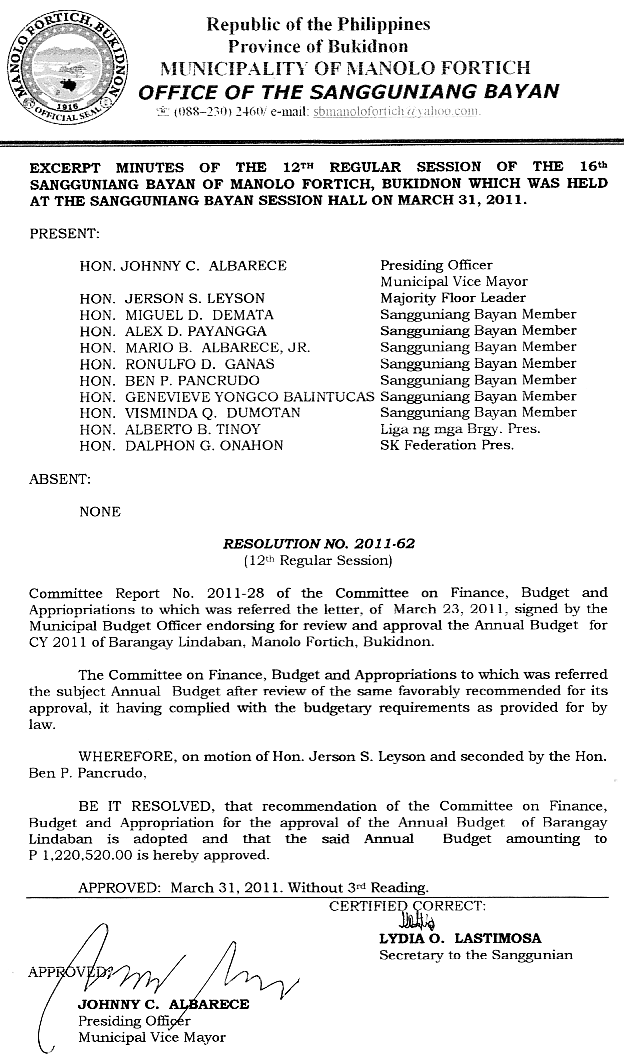 MANOLO FORTICH, BUKIDNON
1916
OFFICIAL SEAL
Republic of the Philippines
Province of Bukidnon
MUNICIPALITY OF MANOLO FORTICH
OFFICE OF THE SANGGUNIANG BAYAN
☏ (088–230) 2460/ e-mail: sbmanolofortich@yahoo.com.
EXCERPT MINUTES OF THE 12TH REGULAR SESSION OF THE 16th
SANGGUNIANG BAYAN OF MANOLO FORTICH, BUKIDNON WHICH WAS HELD
AT THE SANGGUNIANG BAYAN SESSION HALL ON MARCH 31, 2011.
PRESENT:
HON. JOHNNY C. ALBARECE Presiding Officer
Municipal Vice Mayor
HON. JERSON S. LEYSON Majority Floor Leader
HON. MIGUEL D. DEMATA Sangguniang Bayan Member
HON. ALEX D. PAYANGGA Sangguniang Bayan Member
HON. MARIO B. ALBARECE, JR. Sangguniang Bayan Member
HON. RONULFO D. GANAS Sangguniang Bayan Member
HON. BEN P. PANCRUDO Sangguniang Bayan Member
HON. GENEVIEVE YONGCO BALINTUCAS Sangguniang Bayan Member
HON. VISMINDA Q. DUMOTAN Sangguniang Bayan Member
HON. ALBERTO B. TINOY Liga ng mga Brgy. Pres.
HON. DALPHON G. ONAHON SK Federation Pres.
ABSENT:
NONE
RESOLUTION NO. 2011-62
(12th Regular Session)
Committee Report No. 2011-28 of the Committee on Finance, Budget and
Appriopriations to which was referred the letter, of March 23, 2011, signed by the
Municipal Budget Officer endorsing for review and approval the Annual Budget for
CY 2011 of Barangay Lindaban, Manolo Fortich, Bukidnon.
The Committee on Finance, Budget and Appropriations to which was referred
the subject Annual Budget after review of the same favorably recommended for its
approval, it having complied with the budgetary requirements as provided for by
law.
WHEREFORE, on motion of Hon. Jerson S. Leyson and seconded by the Hon.
Ben P. Pancrudo,
BE IT RESOLVED, that recommendation of the Committee on Finance,
Budget and Appropriation for the approval of the Annual Budget of Barangay
Lindaban is adopted and that the said Annual Budget amounting to
P 1,220,520.00 is hereby approved.
APPROVED: March 31, 2011. Without 3rd Reading.
CERTIFIED CORRECT:
LYDIA O. LASTIMOSA
Secretary to the Sanggunian
APPROVED:
JOHNNY C. ALBARECE
Presiding Officer
Municipal Vice Mayor